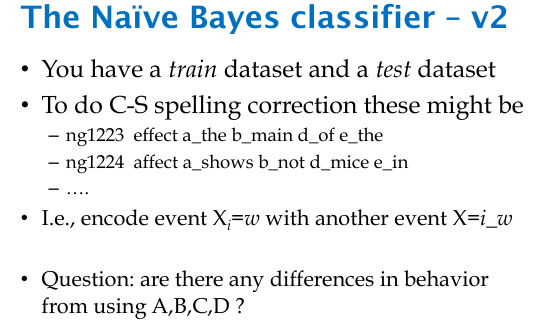 The Naïve Bayes classifier – v2
• You have a train dataset and a test dataset
• To do C-S spelling correction these might be
– ng1223 effect a_the b_main d_of e_the
– ng1224 affect a_shows b_not d_mice e_in
– ….
• I.e., encode event Xi=w with another event X=i_w
• Question: are there any differences in behavior
from using A,B,C,D ?